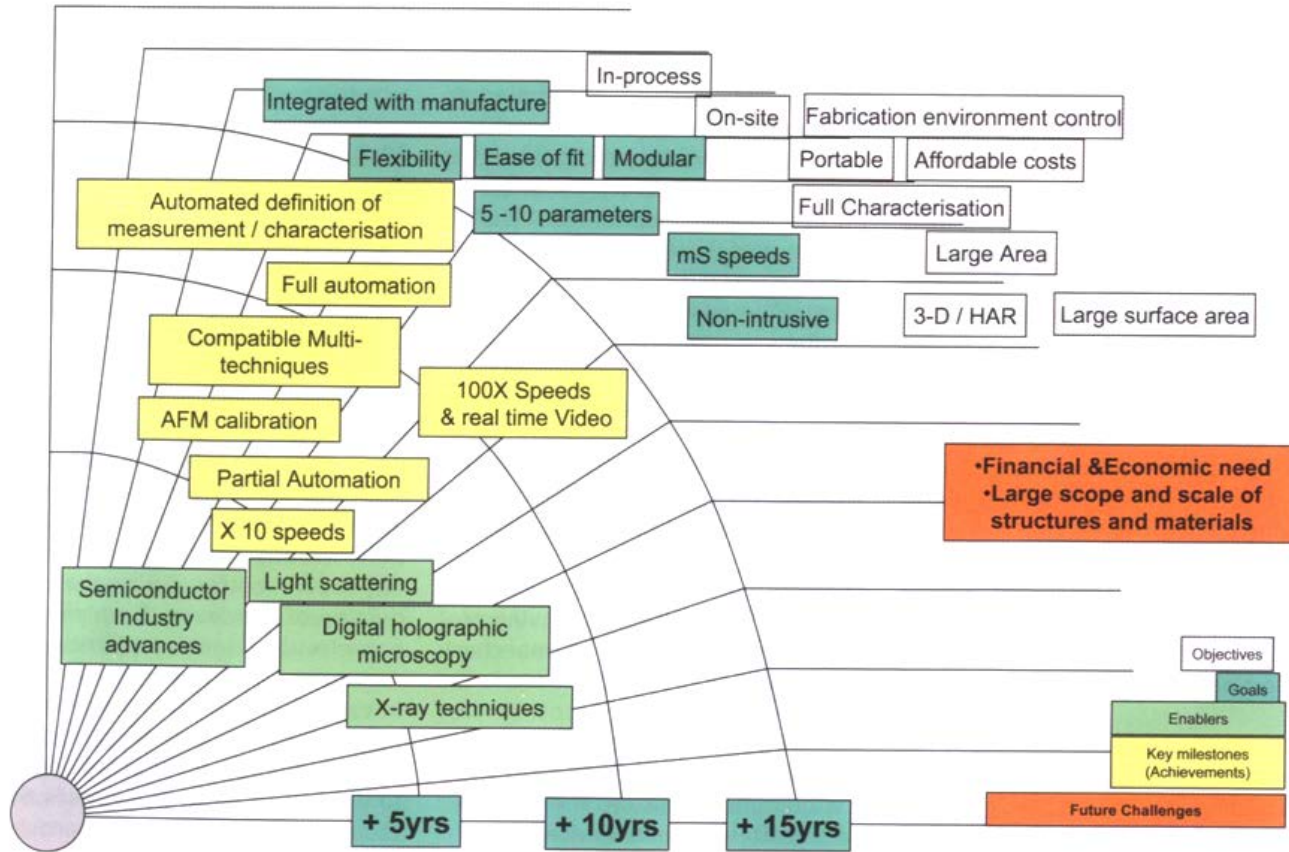 In-process
Integrated with manufacture
On-site
Fabrication environment control
Flexibility
Ease of fit
Modular
Portable
Affordable costs
Automated definition of
measurement / characterisation
5 -10 parameters
Full Characterisation
mS speeds
Large Area
Full automation
Non-intrusive
3-D / HAR
Large surface area
Compatible Multi-
techniques
100X Speeds
& real time Video
AFM calibration
Partial Automation
•Financial &Economic need
•Large scope and scale of
structures and materials
X 10 speeds
Light scattering
Semiconductor
Industry
advances
Digital holographic
microscopy
X-ray techniques
Objectives
Goals
Enablers
Key milestones
(Achievements)
Future Challenges
+ 5yrs
+ 10yrs
+ 15yrs